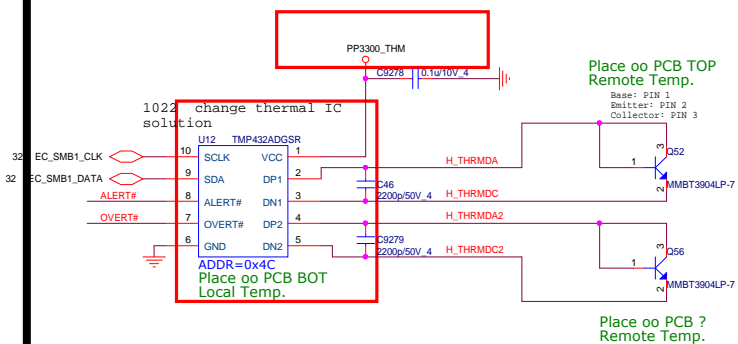 PP3300_THM
C9278
0.1u/10V_4
Place oo PCB TOP
Remote Temp.
Base: PIN 1
Emitter: PIN 2
Collector: PIN 3
1022 change thermal IC
solution
U12 TMP432ADGSR
32 EC_SMB1_CLK 10 SCLK VCC 1
32 EC_SMB1_DATA 9 SDA DP1 2
ALERT# 8 ALERT# DN1 3
OVERT# 7 OVERT# DP2 4
6 GND DN2 5
ADDR=0x4C
Place oo PCB BOT
Local Temp.
H_THRMDA
C46
2200p/50V_4
H_THRMDC
1 3 2
Q52
MMBT3904LP-7
H_THRMDA2
C9279
2200p/50V_4
H_THRMDC2
1 3 2
Q56
MMBT3904LP-7
Place oo PCB ?
Remote Temp.